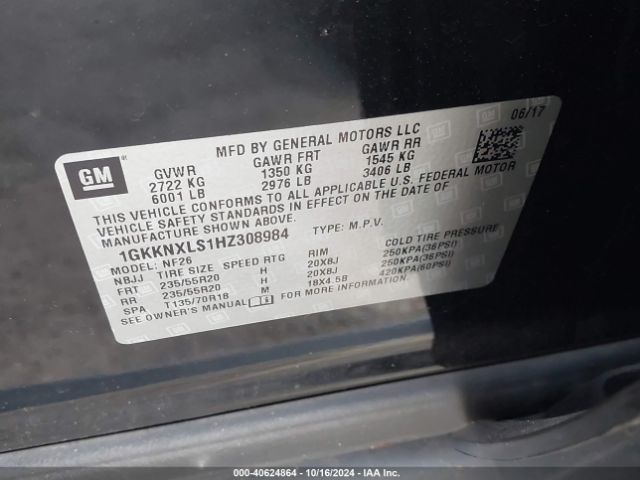 06/17
MFD BY GENERAL MOTORS LLC
GM
GVWR GAWR FRT GAWR RR
2722 KG 1350 KG 1545 KG
6001 LB 2976 LB 3406 LB
THIS VEHICLE CONFORMS TO ALL APPLICABLE U.S. FEDERAL MOTOR
VEHICLE SAFETY STANDARDS IN EFFECT ON THE DATE OF
MANUFACTURE SHOWN ABOVE.
1GKKNXLS1HZ308984 TYPE: M.P.V.
MODEL: NF26
NBJJ TIRE SIZE SPEED RTG RIM COLD TIRE PRESSURE
FRT 235/55R20 H 20X8J 250KPA(36PSI)
RR 235/55R20 H 20X8J 250KPA(36PSI)
SPA T135/70R18 M 18X4.5B 420KPA(60PSI)
SEE OWNER'S MANUAL FOR MORE INFORMATION.
000-40624864 - 10/16/2024 - IAA Inc.